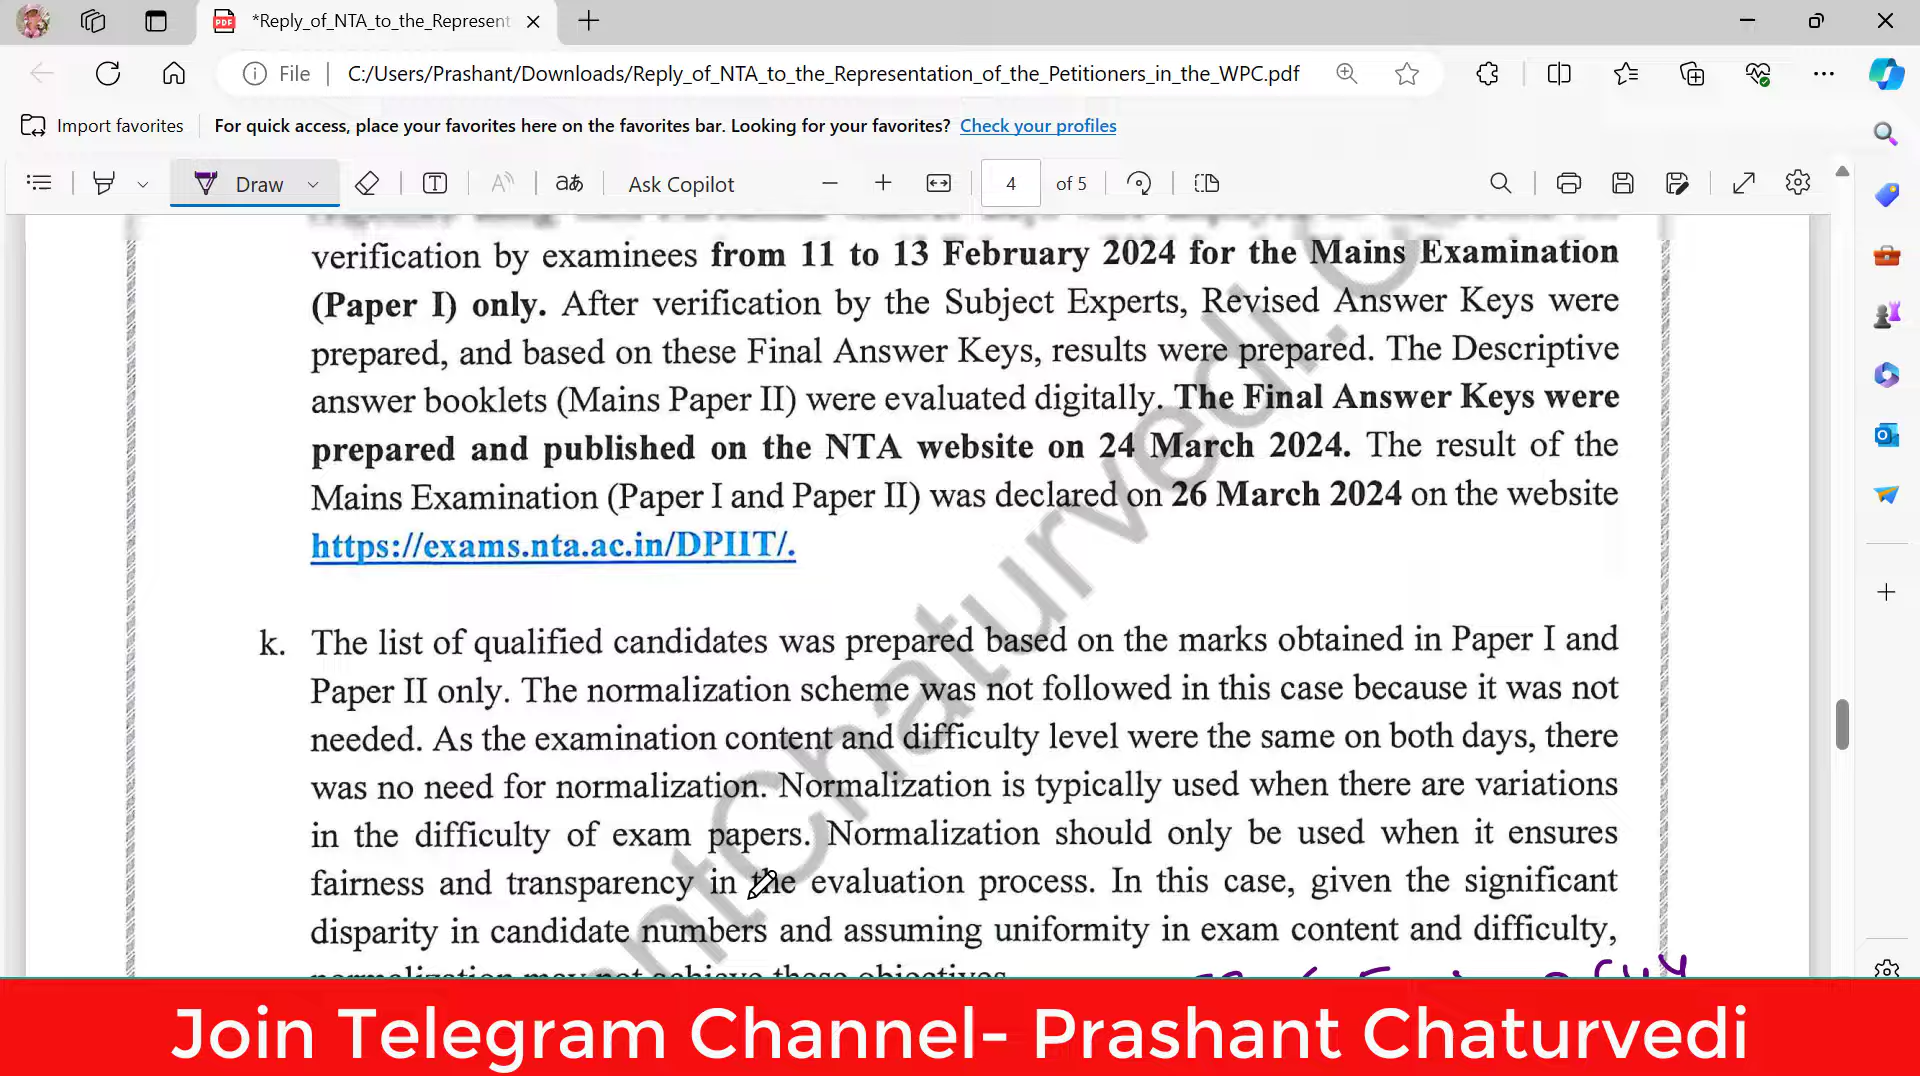 *Reply_of_NTA_to_the_Represent
File
C:/Users/Prashant/Downloads/Reply_of_NTA_to_the_Representation_of_the_Petitioners_in_the_WPC.pdf
Import favorites
For quick access, place your favorites here on the favorites bar. Looking for your favorites? Check your profiles
Draw
Ask Copilot
4 of 5
verification by examinees from 11 to 13 February 2024 for the Mains Examination
(Paper I) only. After verification by the Subject Experts, Revised Answer Keys were
prepared, and based on these Final Answer Keys, results were prepared. The Descriptive
answer booklets (Mains Paper II) were evaluated digitally. The Final Answer Keys were
prepared and published on the NTA website on 24 March 2024. The result of the
Mains Examination (Paper I and Paper II) was declared on 26 March 2024 on the website
https://exams.nta.ac.in/DPIIT/.
k. The list of qualified candidates was prepared based on the marks obtained in Paper I and
Paper II only. The normalization scheme was not followed in this case because it was not
needed. As the examination content and difficulty level were the same on both days, there
was no need for normalization. Normalization is typically used when there are variations
in the difficulty of exam papers. Normalization should only be used when it ensures
fairness and transparency in the evaluation process. In this case, given the significant
disparity in candidate numbers and assuming uniformity in exam content and difficulty,
normalization may not achieve these objectives.
ntChaturvedi.
Join Telegram Channel- Prashant Chaturvedi